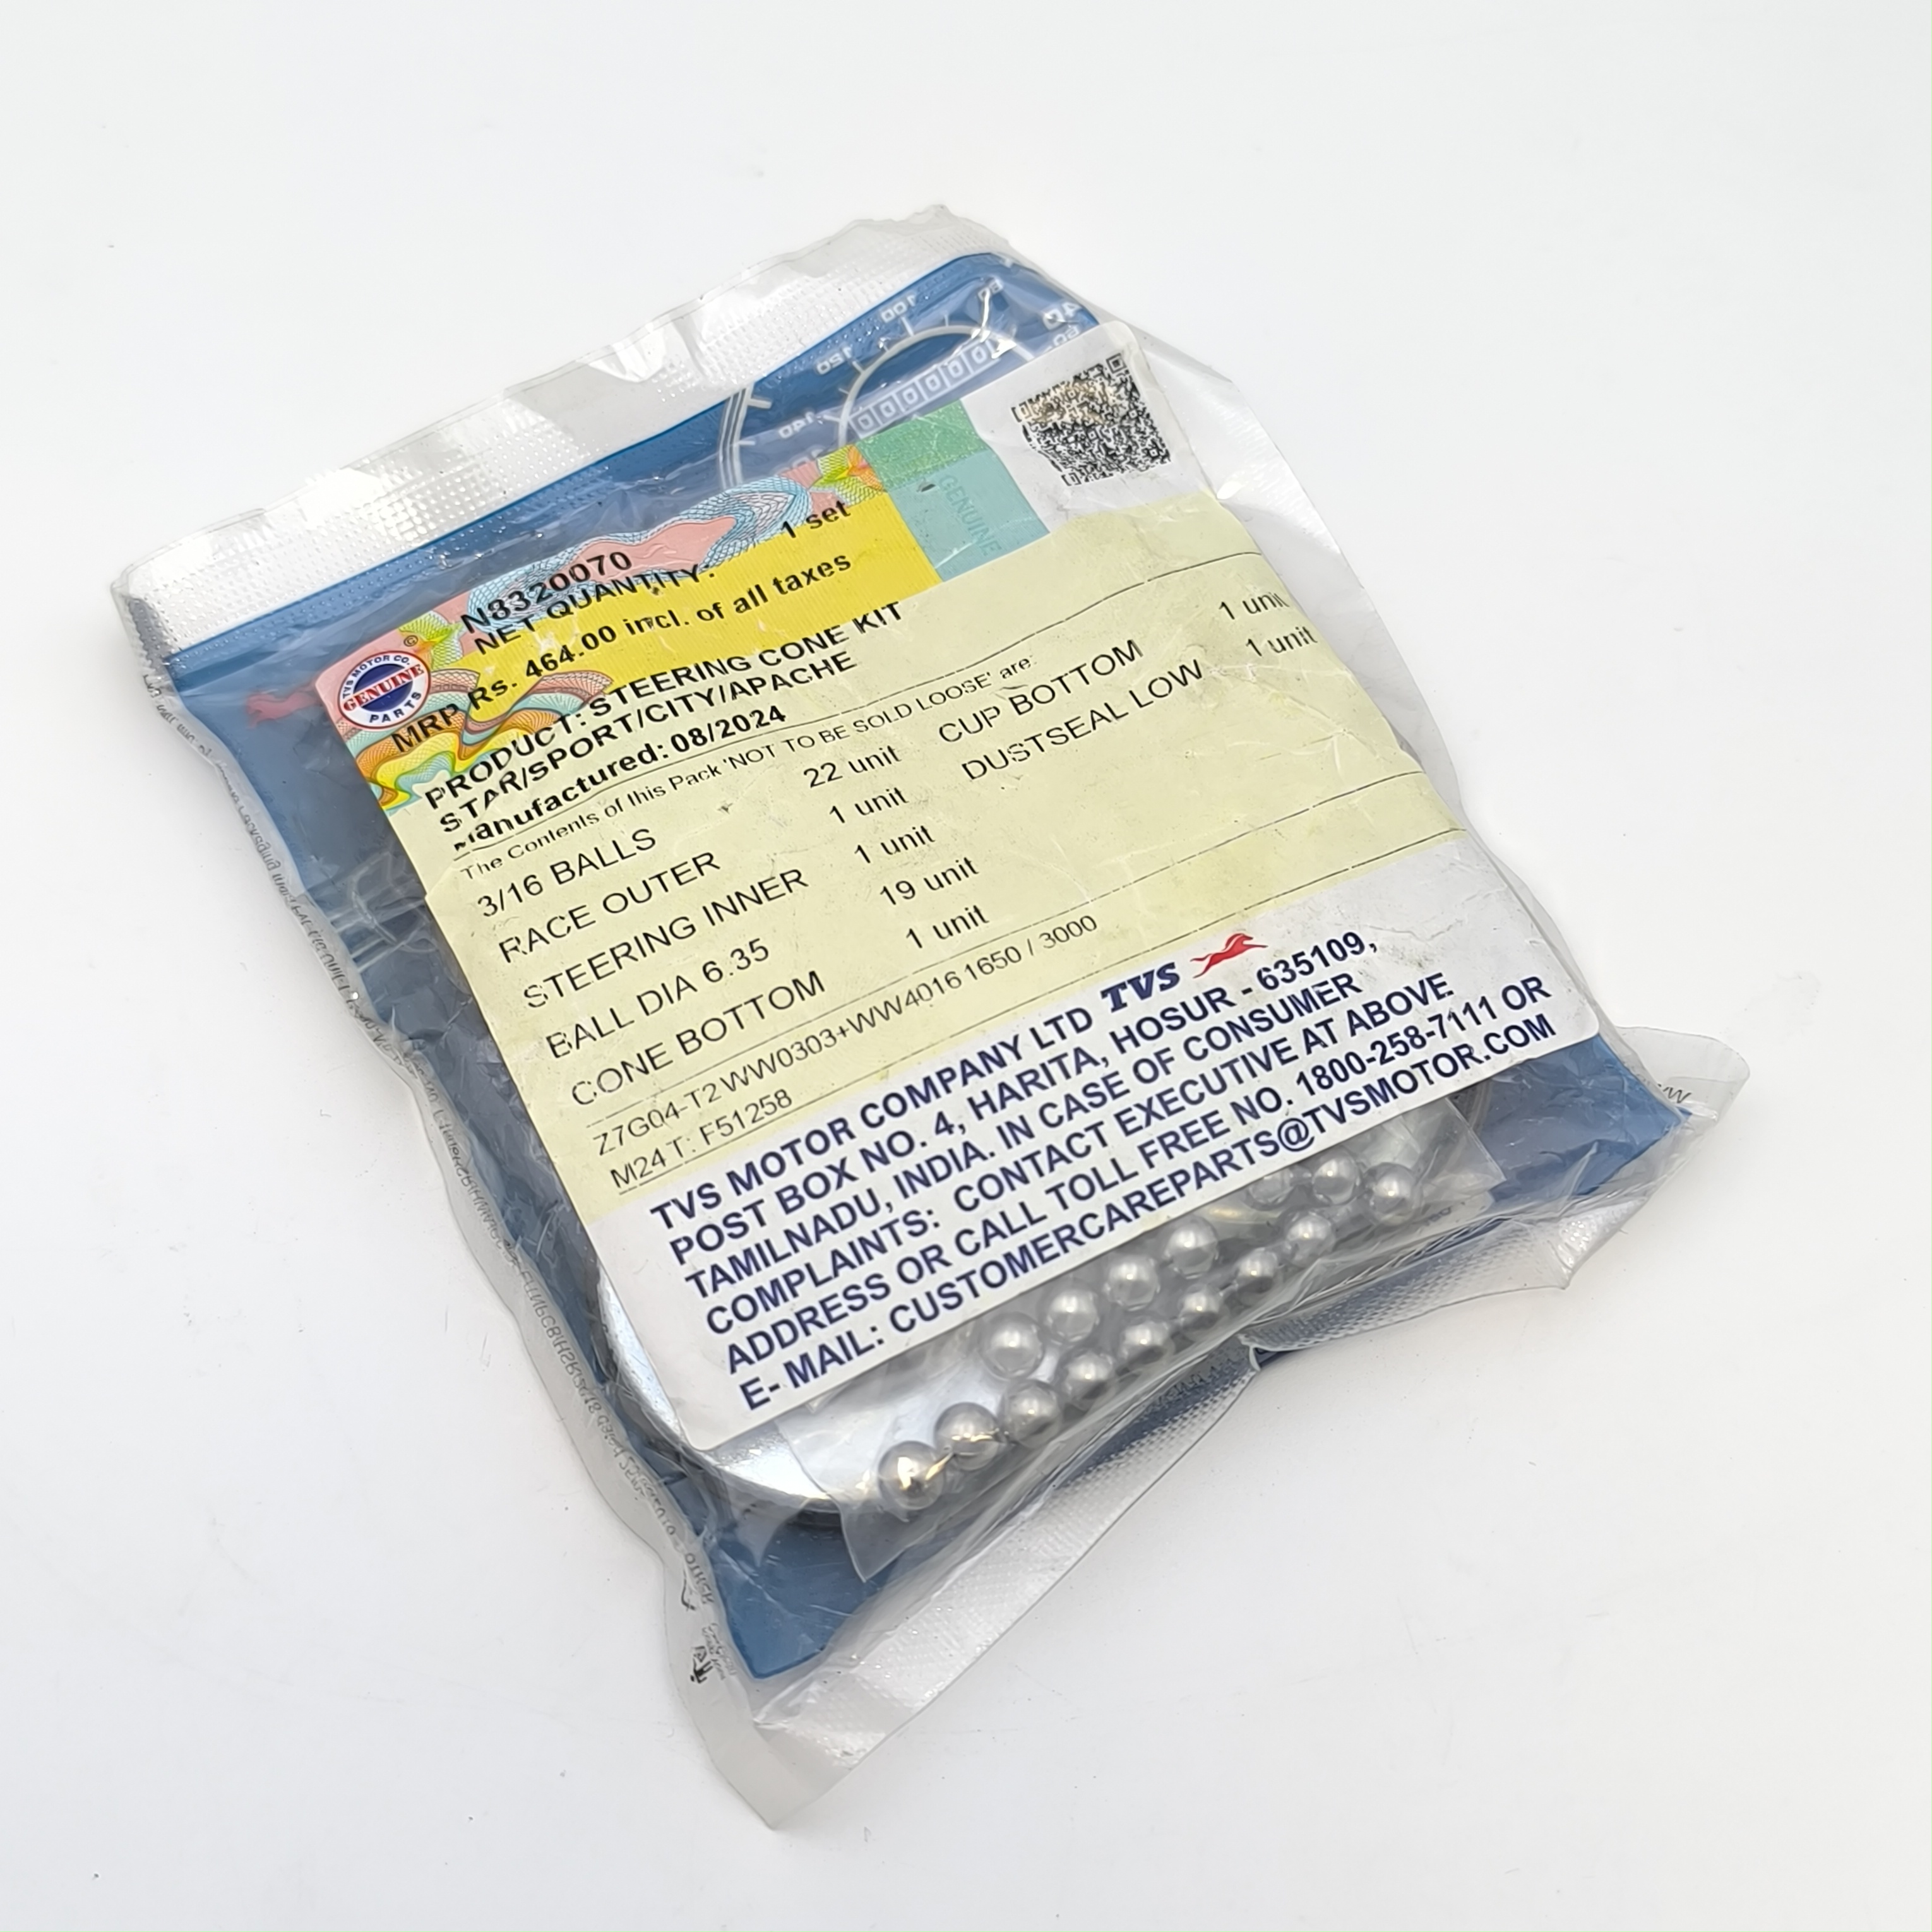 N8320070
NET QUANTITY: 1 set
MRP Rs. 464.00 incl. of all taxes
PRODUCT: STEERING CONE KIT
STAR/SPORT/CITY/APACHE
Manufactured: 08/2024
The Contents of this Pack 'NOT TO BE SOLD LOOSE' are:
3/16 BALLS 22 unit CUP BOTTOM 1 unit
RACE OUTER 1 unit DUSTSEAL LOW 1 unit
STEERING INNER 1 unit
BALL DIA 6.35 19 unit
CONE BOTTOM 1 unit
Z7G04-T2WW0303+WW4016 1650 / 3000
M24 T: F51258
TVS MOTOR COMPANY LTD TVS
POST BOX NO. 4, HARITA, HOSUR - 635109,
TAMILNADU, INDIA. IN CASE OF CONSUMER
COMPLAINTS: CONTACT EXECUTIVE AT ABOVE
ADDRESS OR CALL TOLL FREE NO. 1800-258-7111 OR
E- MAIL: CUSTOMERCAREPARTS@TVSMOTOR.COM
TVS MOTOR CO.
GENUINE
PARTS
GENUINE
100
120
140